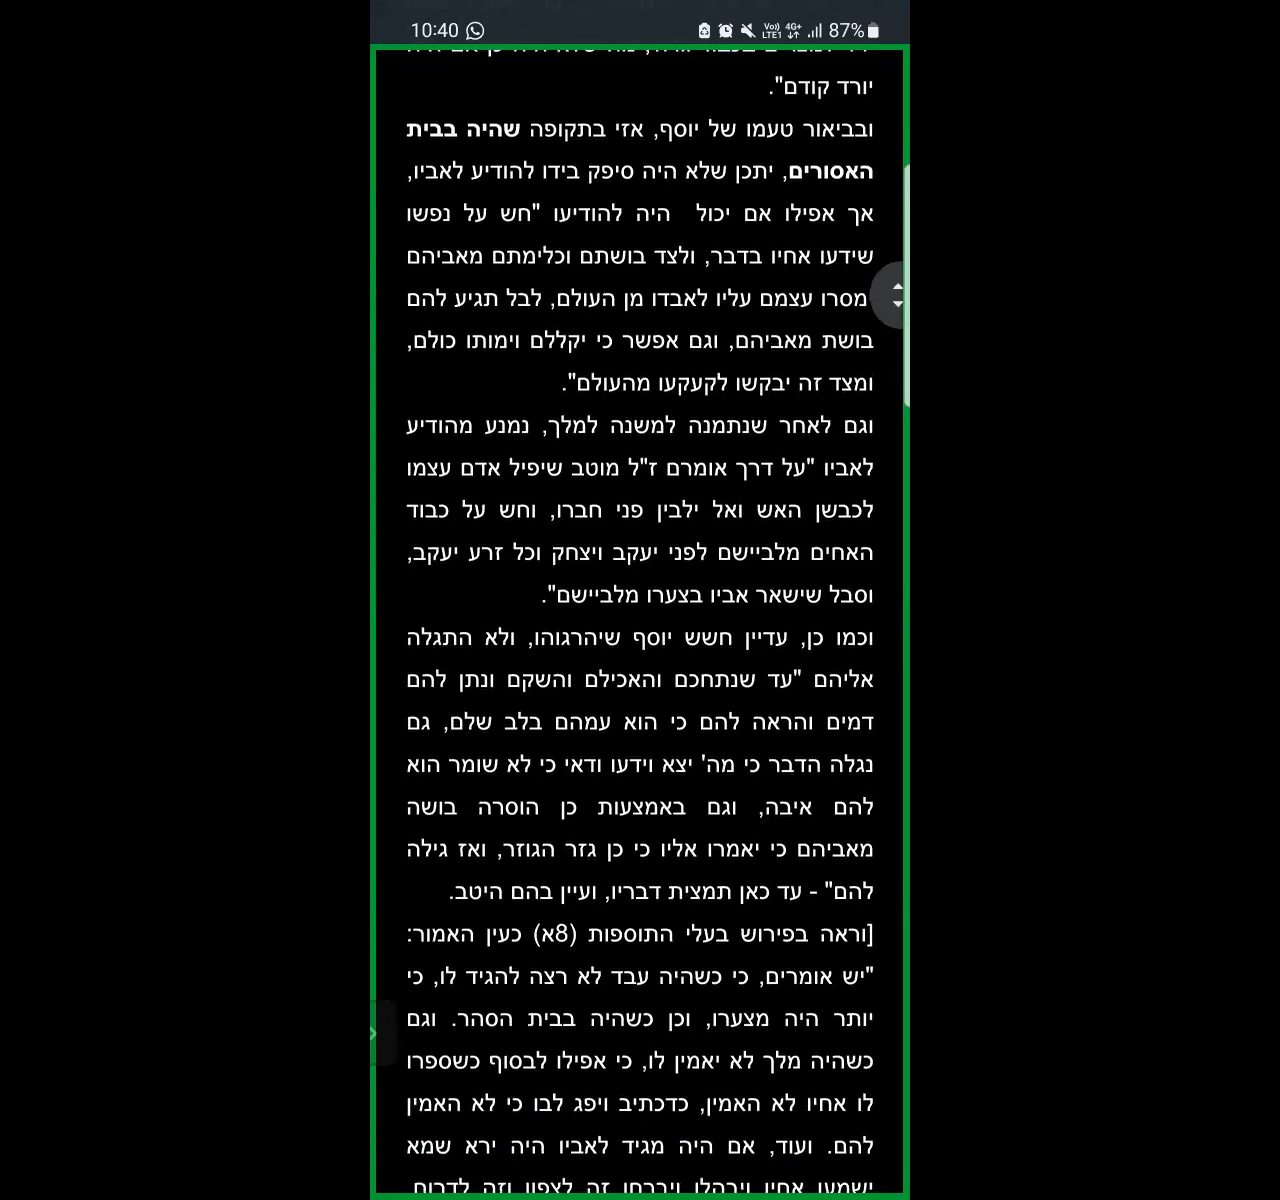 10:40
Vo)) LTE1 4G+ 87%
יורד קודם".
ובביאור טעמו של יוסף, אזי בתקופה שהיה בבית
האסורים, יתכן שלא היה סיפק בידו להודיע לאביו,
אך אפילו אם יכול היה להודיעו "חש על נפשו
שידעו אחיו בדבר, ולצד בושתם וכלימתם מאביהם
מסרו עצמם עליו לאבדו מן העולם, לבל תגיע להם
בושת מאביהם, וגם אפשר כי יקללם וימותו כולם,
ומצד זה יבקשו לקעקעו מהעולם".
וגם לאחר שנתמנה למשנה למלך, נמנע מהודיע
לאביו "על דרך אומרם ז"ל מוטב שיפיל אדם עצמו
לכבשן האש ואל ילבין פני חברו, וחש על כבוד
האחים מלביישם לפני יעקב ויצחק וכל זרע יעקב,
וסבל שישאר אביו בצערו מלביישם".
וכמו כן, עדיין חשש יוסף שיהרגוהו, ולא התגלה
אליהם "עד שנתחכם והאכילם והשקם ונתן להם
דמים והראה להם כי הוא עמהם בלב שלם, גם
נגלה הדבר כי מה' יצא וידעו ודאי כי לא שומר הוא
להם איבה, וגם באמצעות כן הוסרה בושה
מאביהם כי יאמרו אליו כי כן גזר הגוזר, ואז גילה
להם" - עד כאן תמצית דבריו, ועיין בהם היטב.
[וראה בפירוש בעלי התוספות (8א) כעין האמור:
"יש אומרים, כי כשהיה עבד לא רצה להגיד לו, כי
יותר היה מצערו, וכן כשהיה בבית הסהר. וגם
כשהיה מלך לא יאמין לו, כי אפילו לבסוף כשספרו
לו אחיו לא האמין, כדכתיב ויפג לבו כי לא האמין
להם. ועוד, אם היה מגיד לאביו היה ירא שמא
ישמעו אחיו ויבהלו ויברחו זה לצפון וזה לדרום